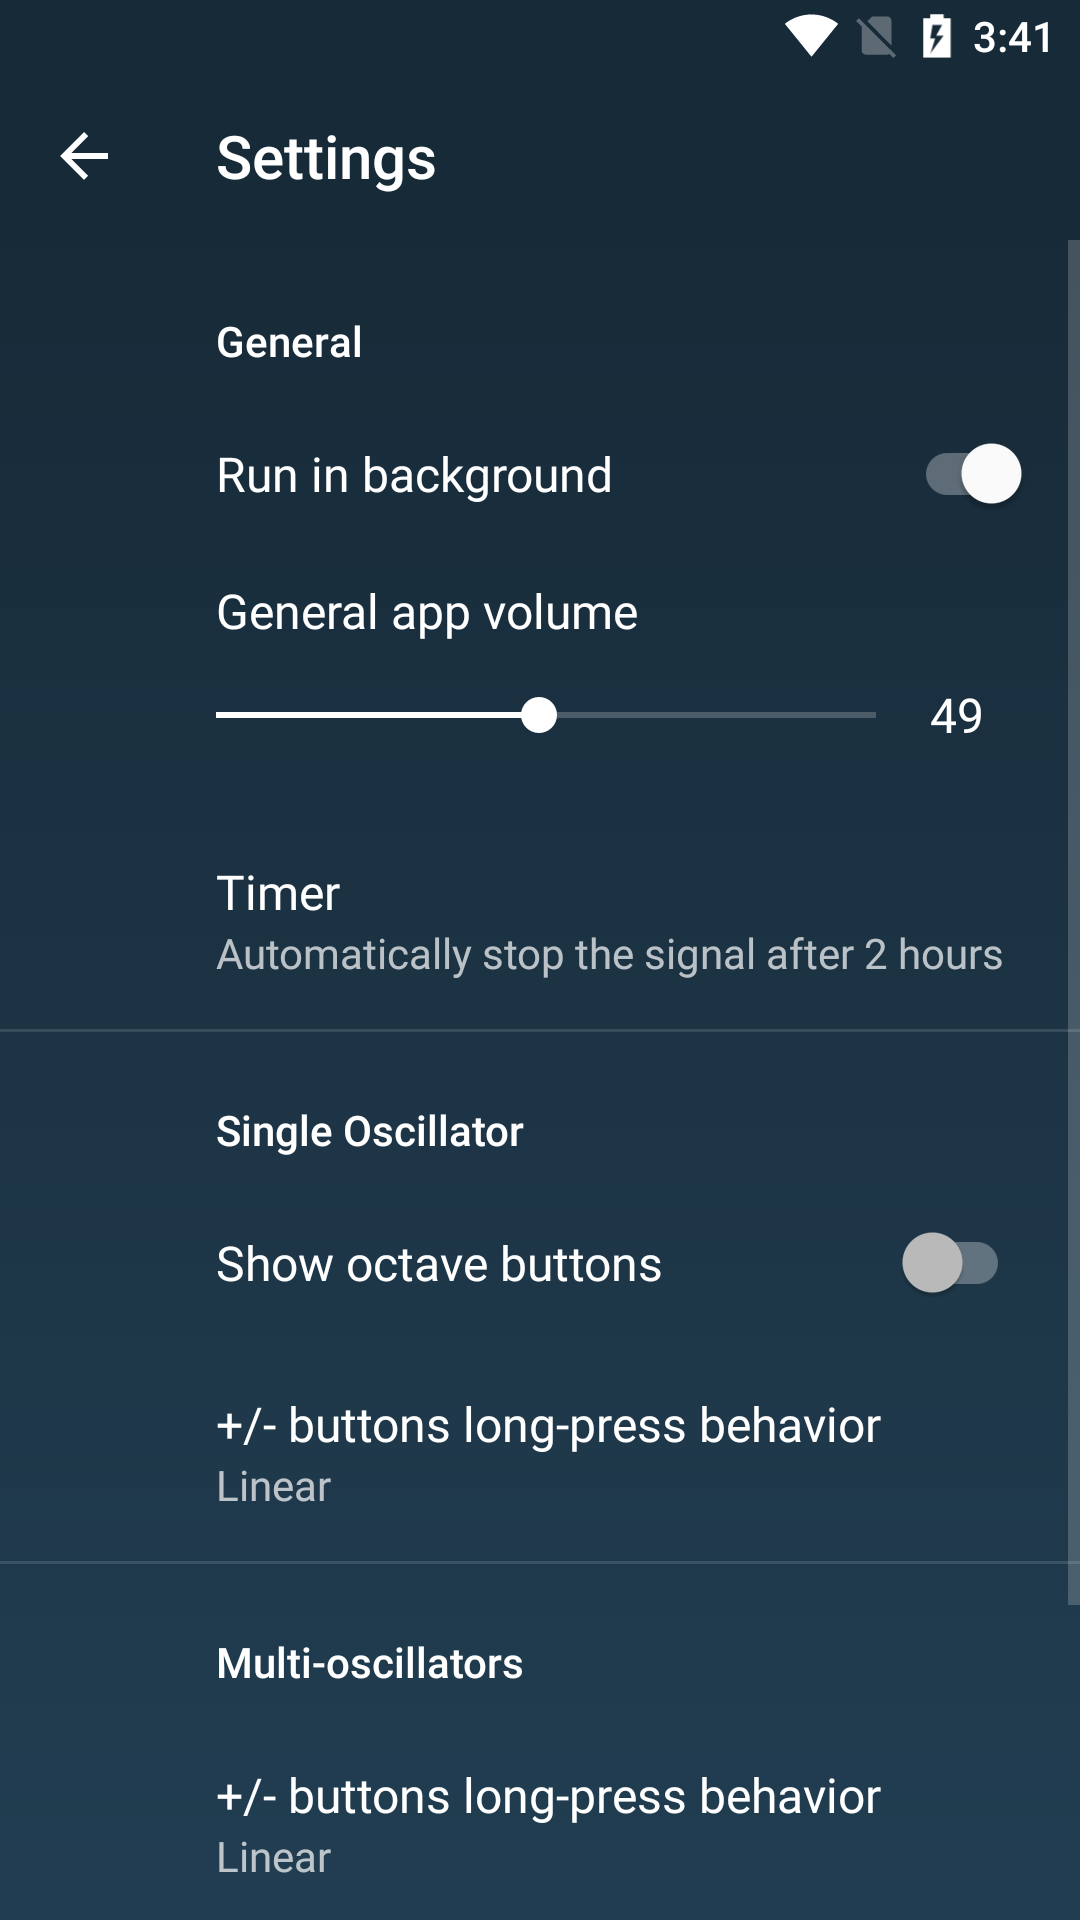 3:41
Settings
General
Run in background
General app volume
49
Timer
Automatically stop the signal after 2 hours
Single Oscillator
Show octave buttons
+/- buttons long-press behavior
Linear
Multi-oscillators
+/- buttons long-press behavior
Linear